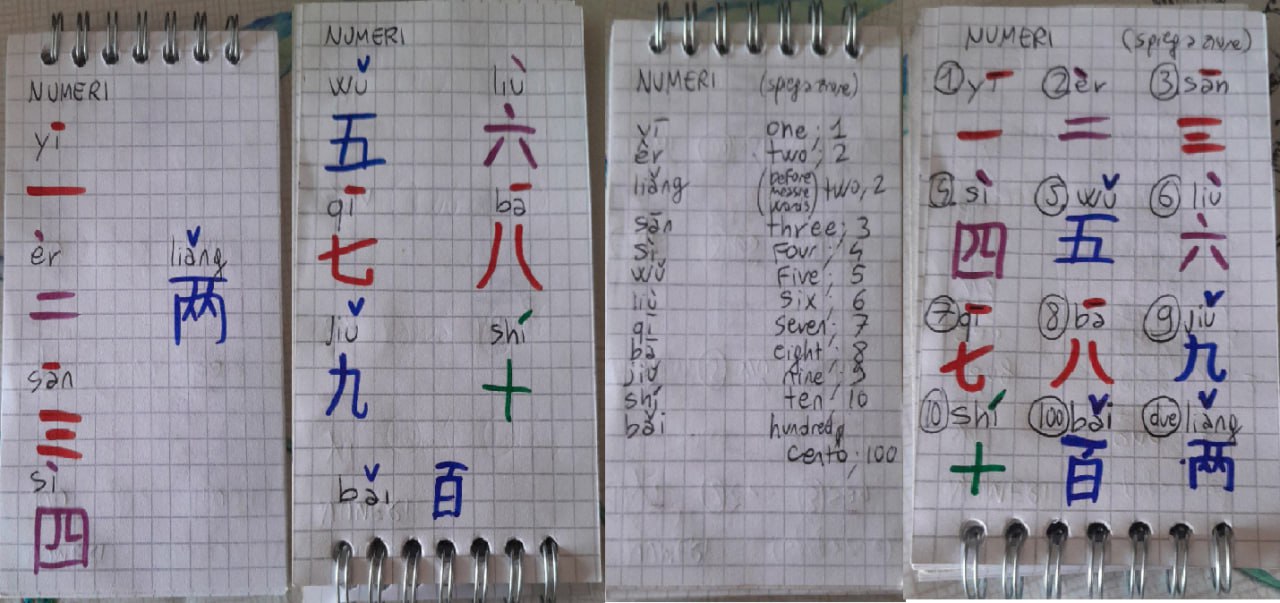 NUMERI
yī
一
èr liǎng
二 两
sān
三
sì
四
NUMERI
wǔ liù
五 六
qī bā
七 八
jiǔ shí
九 十
bǎi 百
NUMERI (spiegazione)
yī one; 1
èr two; 2
liǎng (before measure words) two, 2
sān three; 3
sì four; 4
wǔ five; 5
liù six; 6
qī seven; 7
bā eight; 8
jiǔ nine; 9
shí ten; 10
bǎi hundred,
cento; 100
NUMERI (spiegazione)
① yī ② èr ③ sān
一 二 三
④ sì ⑤ wǔ ⑥ liù
四 五 六
⑦ qī ⑧ bā ⑨ jiǔ
七 八 九
⑩ shí 100 bǎi due liǎng
十 百 两